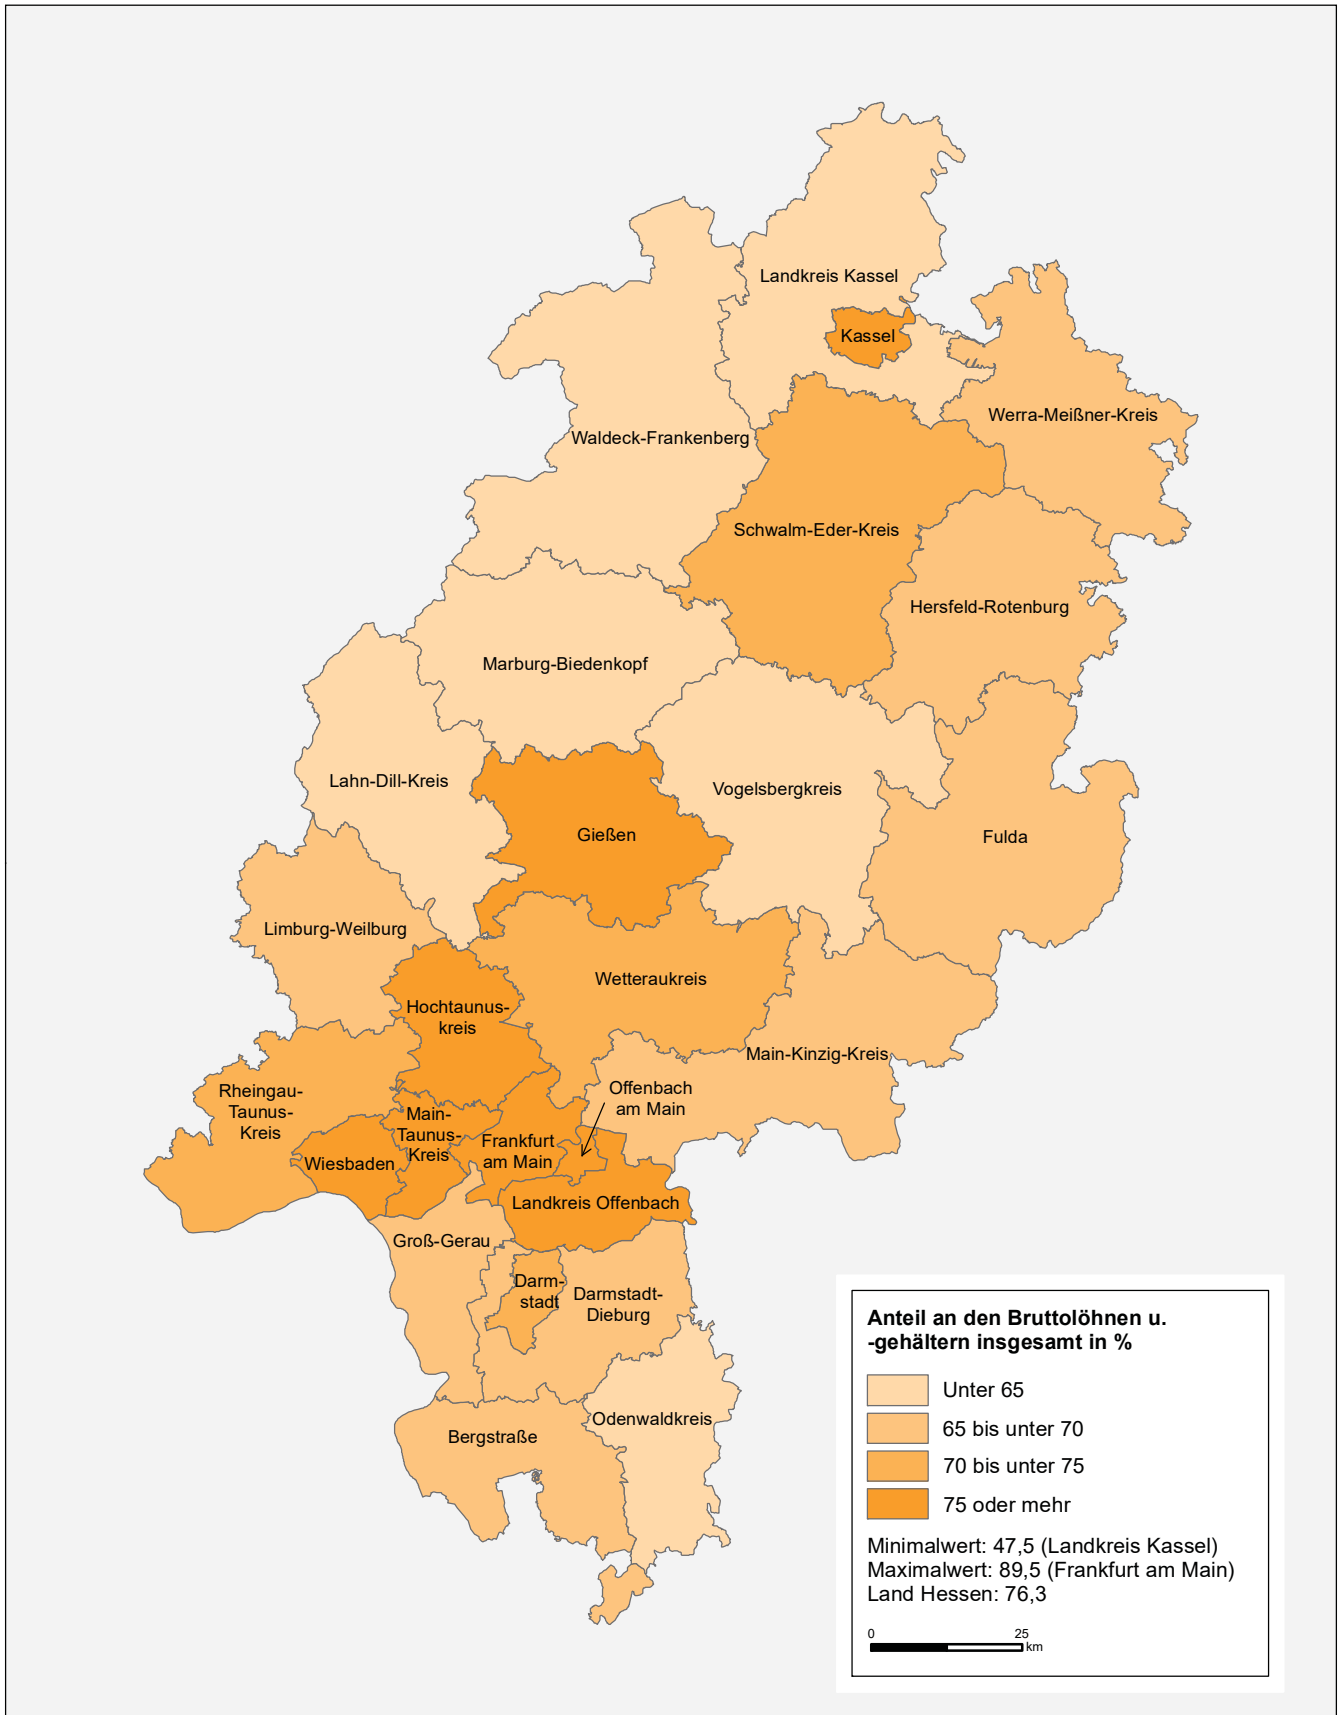 Landkreis Kassel
Kassel
Werra-Meißner-Kreis
Waldeck-Frankenberg
Schwalm-Eder-Kreis
Hersfeld-Rotenburg
Marburg-Biedenkopf
Lahn-Dill-Kreis
Vogelsbergkreis
Gießen
Fulda
Limburg-Weilburg
Wetteraukreis
Hochtaunus-
kreis
Main-Kinzig-Kreis
Rheingau-
Taunus-
Kreis
Offenbach
am Main
Main-
Taunus-
Kreis
Frankfurt
am Main
Wiesbaden
Landkreis Offenbach
Groß-Gerau
Darm-
stadt
Darmstadt-
Dieburg
Odenwaldkreis
Bergstraße
Anteil an den Bruttolöhnen u.
-gehältern insgesamt in %
Unter 65
65 bis unter 70
70 bis unter 75
75 oder mehr
Minimalwert: 47,5 (Landkreis Kassel)
Maximalwert: 89,5 (Frankfurt am Main)
Land Hessen: 76,3
0 25
km